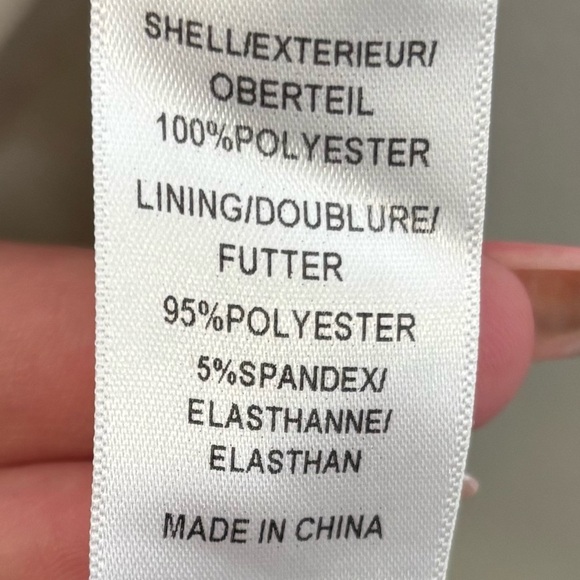 SHELL/EXTERIEUR/
OBERTEIL
100%POLYESTER
LINING/DOUBLURE/
FUTTER
95%POLYESTER
5%SPANDEX/
ELASTHANNE/
ELASTHAN
MADE IN CHINA